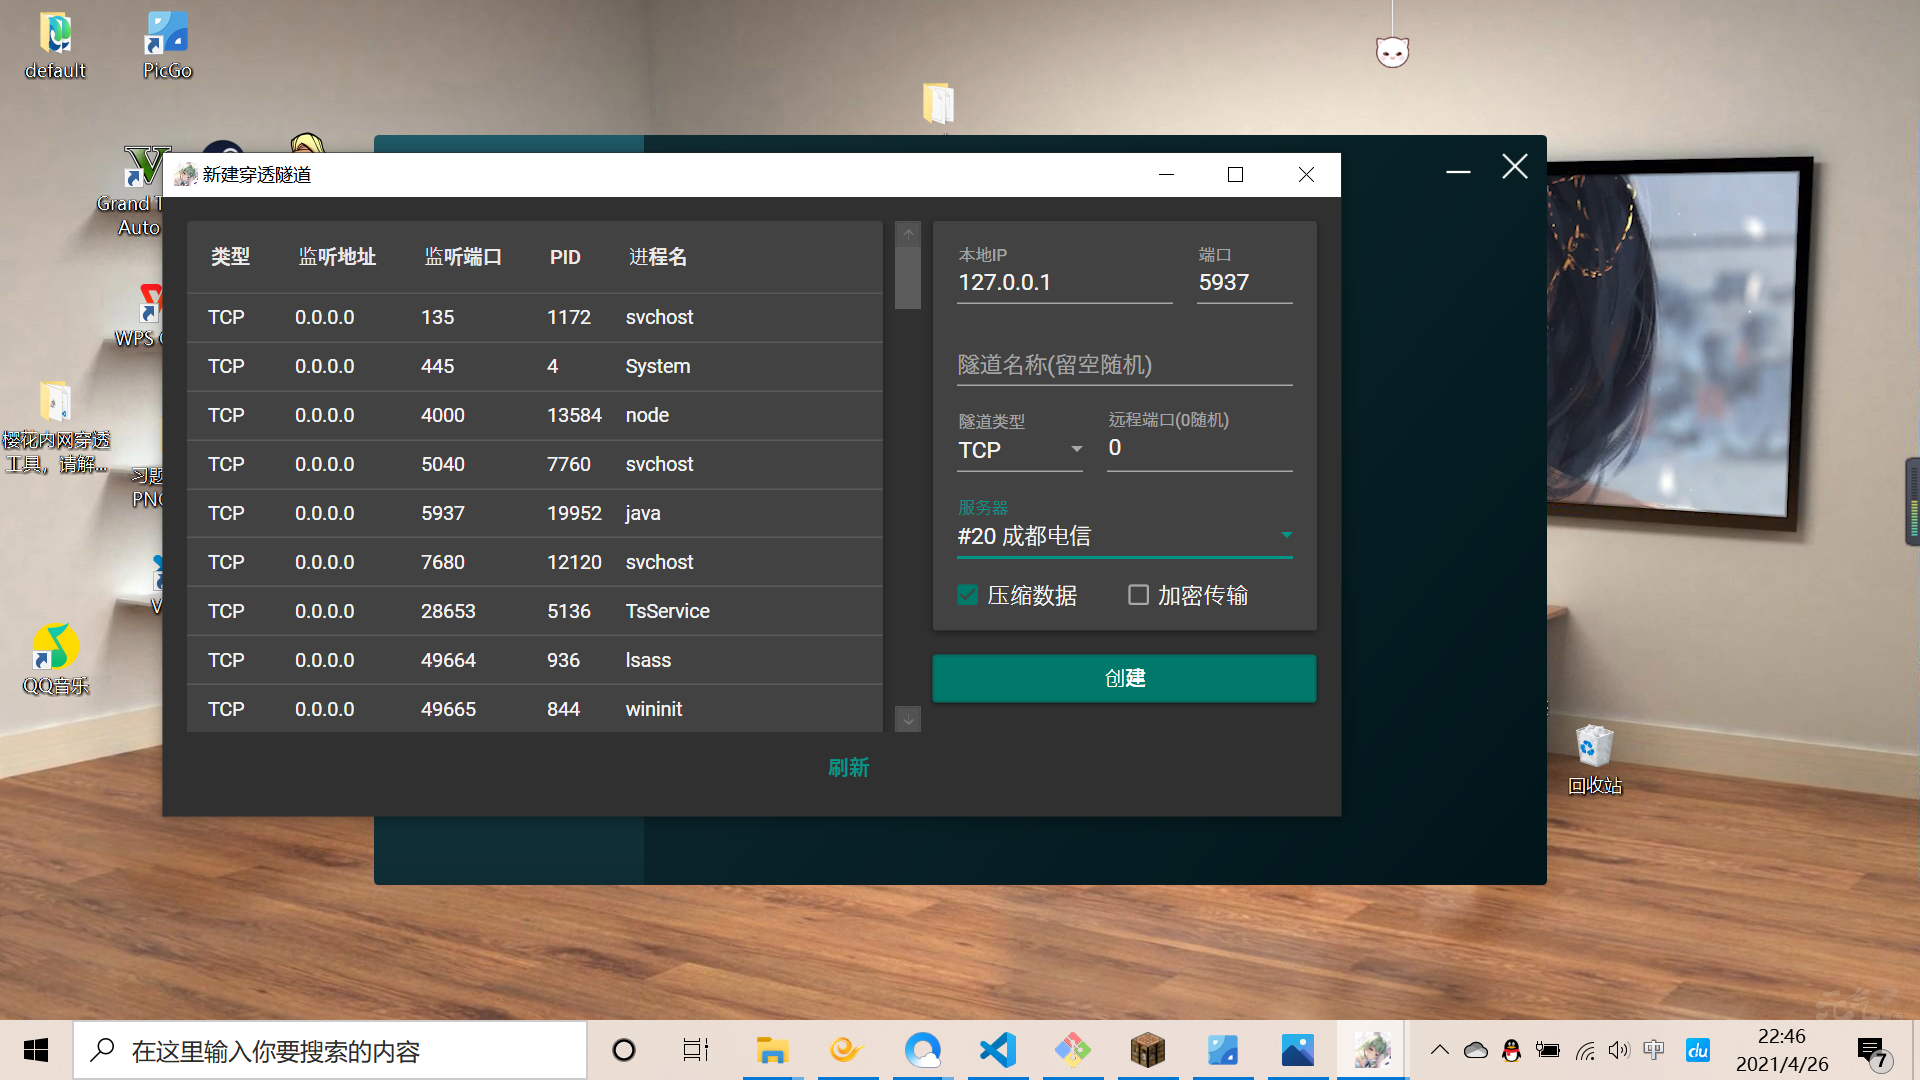 default
PicGo
Grand T
Auto
WPS
樱花内网穿透
工具，请解...
习题
PNG
V
QQ音乐
新建穿透隧道
类型 监听地址 监听端口 PID 进程名
TCP 0.0.0.0 135 1172 svchost
TCP 0.0.0.0 445 4 System
TCP 0.0.0.0 4000 13584 node
TCP 0.0.0.0 5040 7760 svchost
TCP 0.0.0.0 5937 19952 java
TCP 0.0.0.0 7680 12120 svchost
TCP 0.0.0.0 28653 5136 TsService
TCP 0.0.0.0 49664 936 lsass
TCP 0.0.0.0 49665 844 wininit
刷新
本地IP 端口
127.0.0.1 5937
隧道名称(留空随机)
隧道类型 远程端口(0随机)
TCP 0
服务器
#20 成都电信
压缩数据 加密传输
创建
回收站
在这里输入你要搜索的内容
中
du
22:46
2021/4/26
7